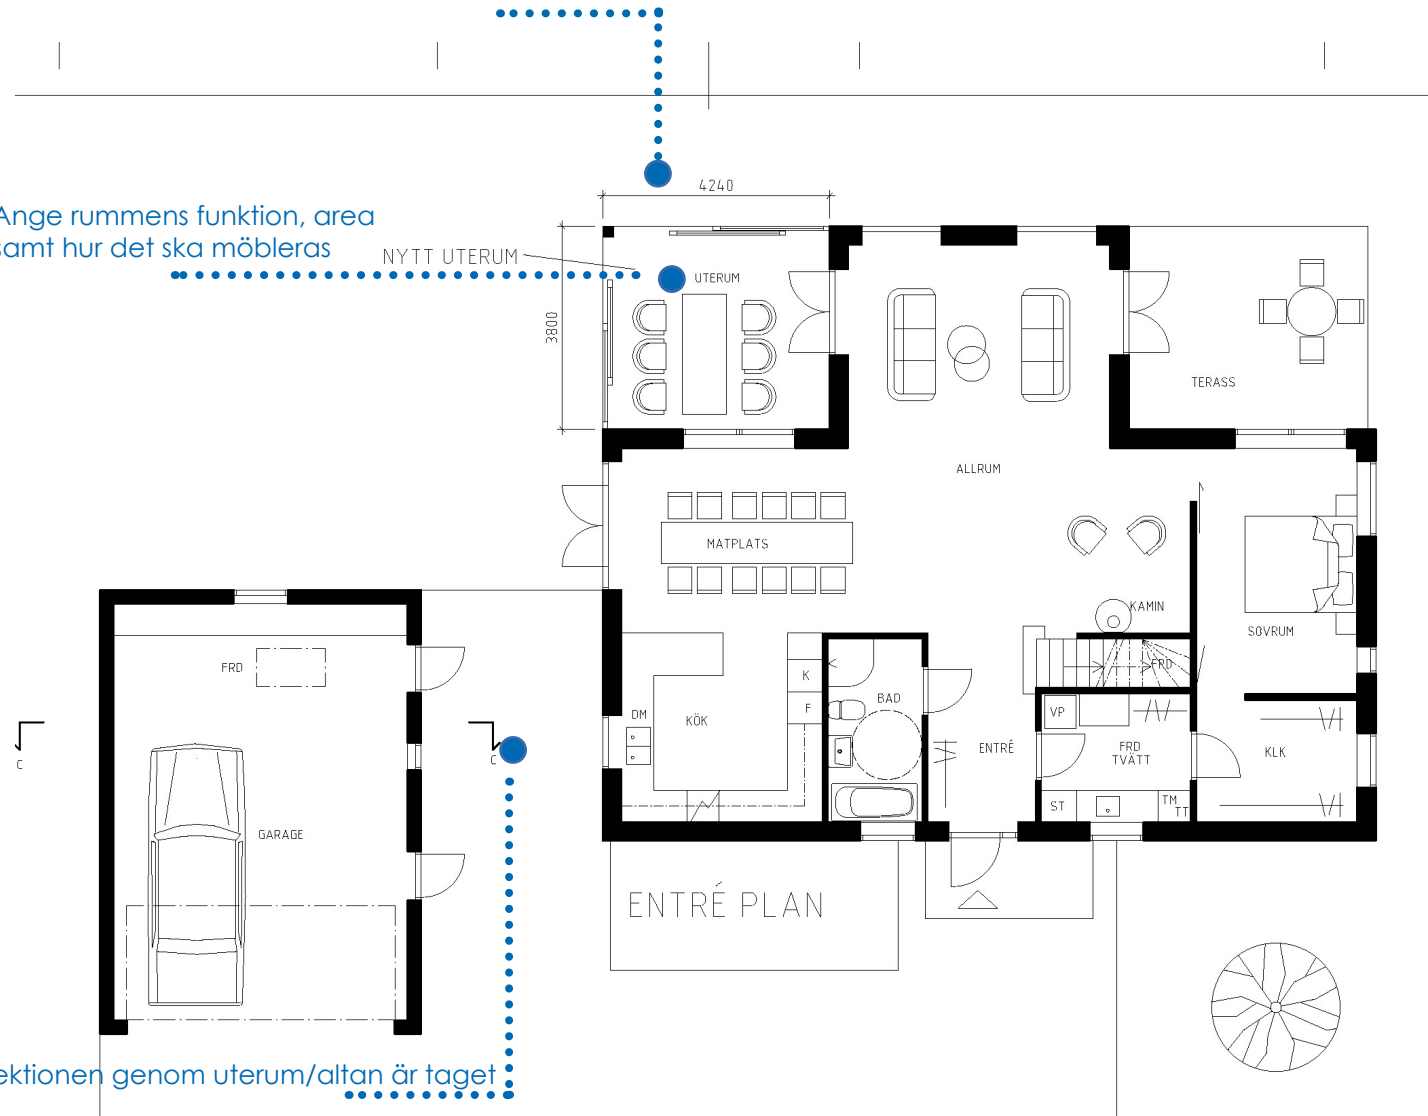 4240
Ange rummens funktion, area
samt hur det ska möbleras
NYTT UTERUM
UTERUM
3800
TERASS
ALLRUM
MATPLATS
KAMIN
SOVRUM
FRD
FRD
K
BAD
F
DM
KÖK
VP
ENTRÉ
FRD
TVÄTT
KLK
C
C
ST
TM
TT
GARAGE
ENTRÉ PLAN
ektionen genom uterum/altan är taget